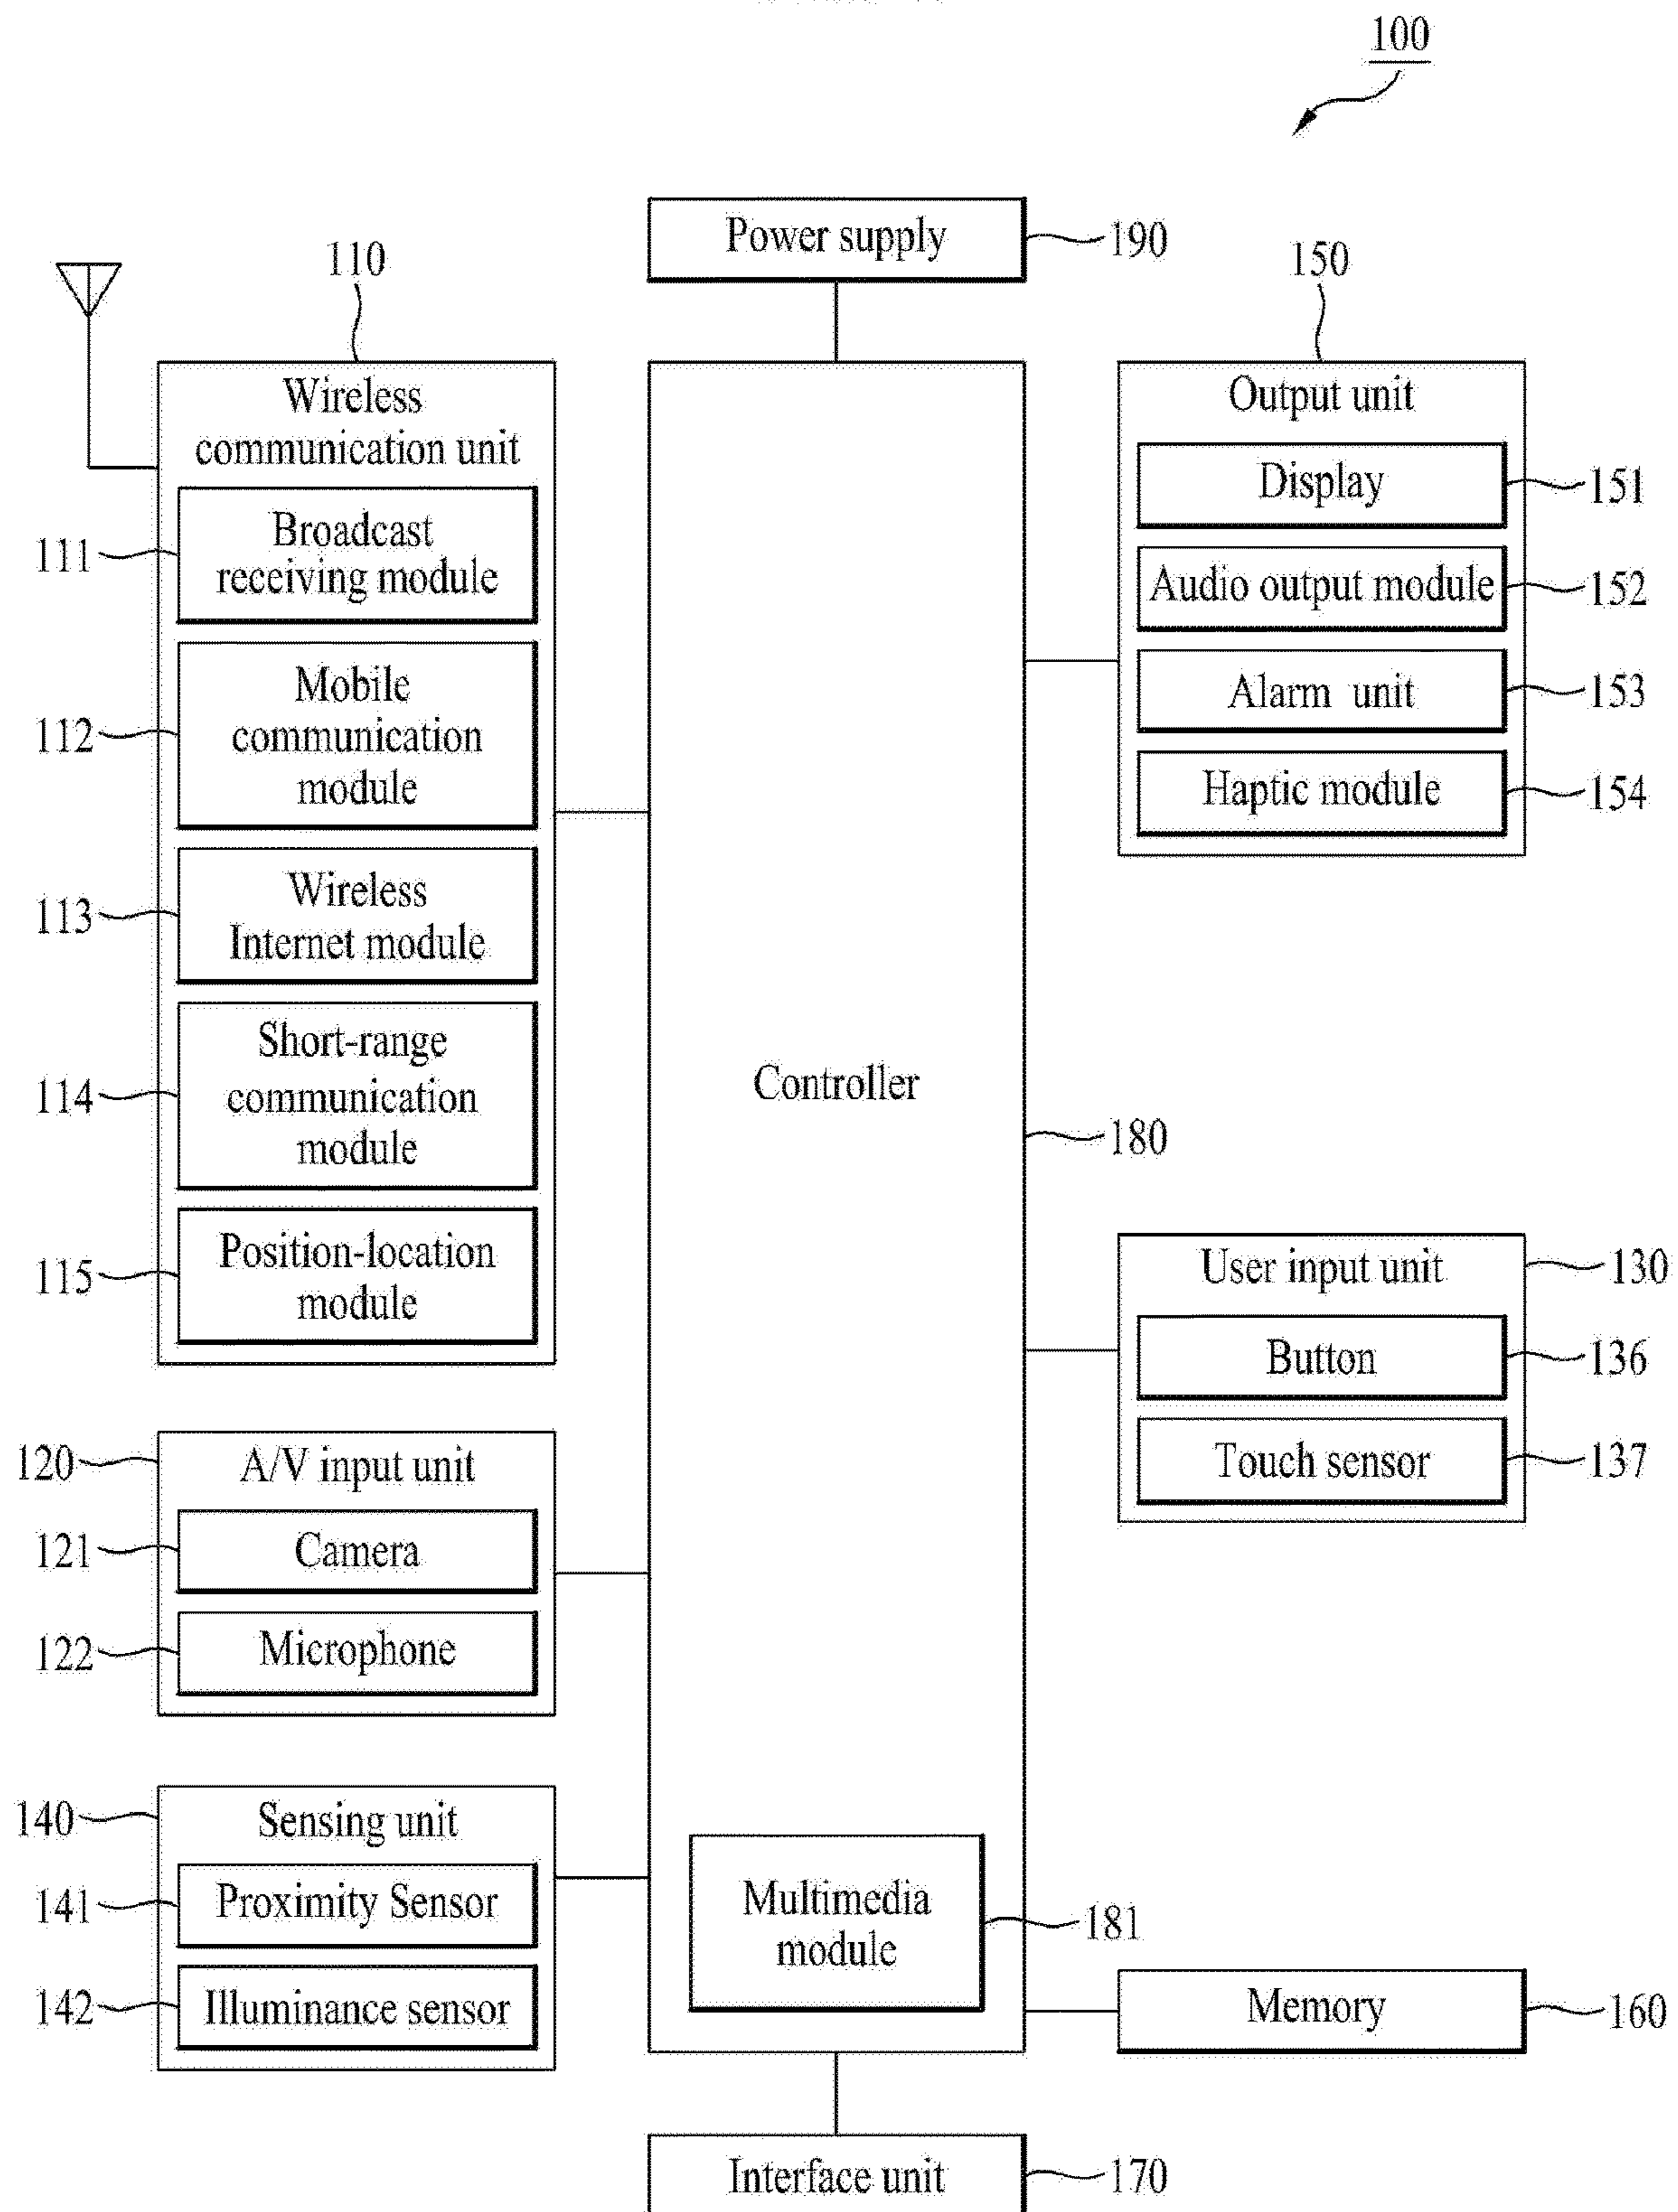 100
Power supply
190
110
150
Wireless
communication unit
Output unit
Broadcast
receiving module
111
Display
151
Audio output module
152
Mobile
communication
module
112
Alarm unit
153
Haptic module
154
Wireless
Internet module
113
Short-range
communication
module
114
Controller
180
Position-location
module
115
User input unit
130
Button
136
Touch sensor
137
120
A/V input unit
121
Camera
122
Microphone
140
Sensing unit
141
Proximity Sensor
142
Illuminance sensor
Multimedia
module
181
Memory
160
Interface unit
170